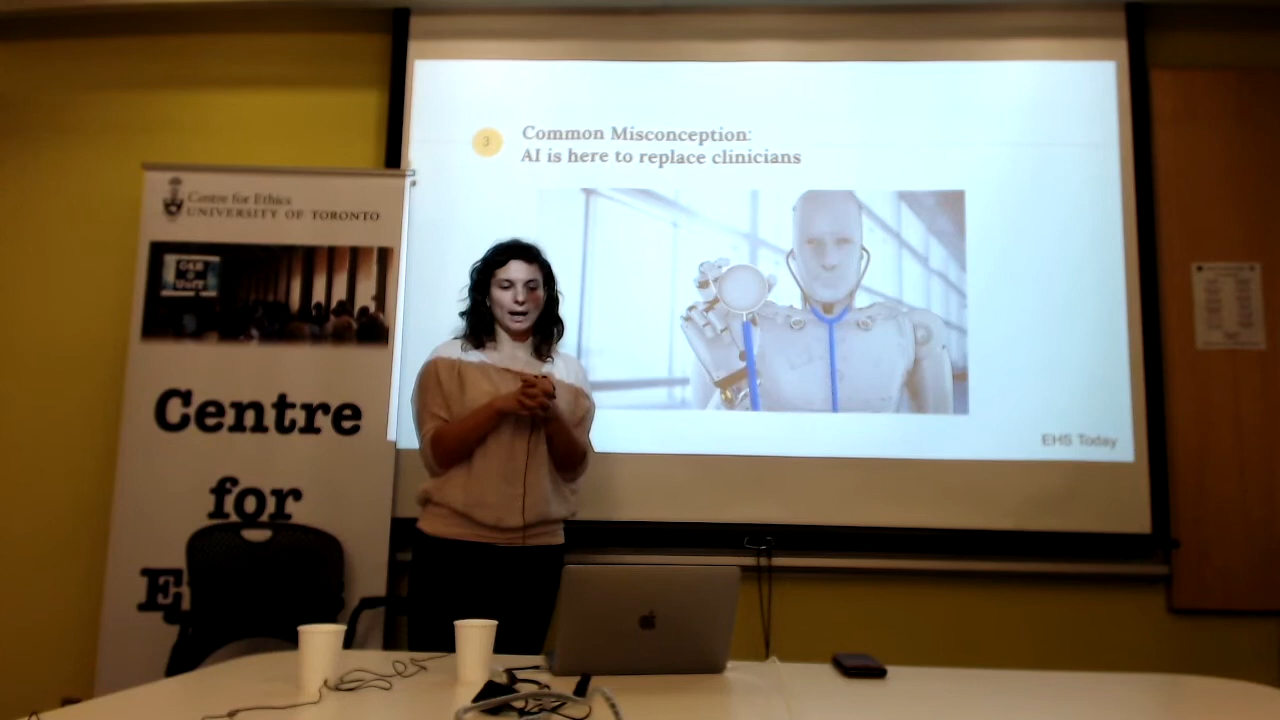 Centre for Ethics
UNIVERSITY OF TORONTO
Centre
for
3
Common Misconception:
AI is here to replace clinicians
EHS Today